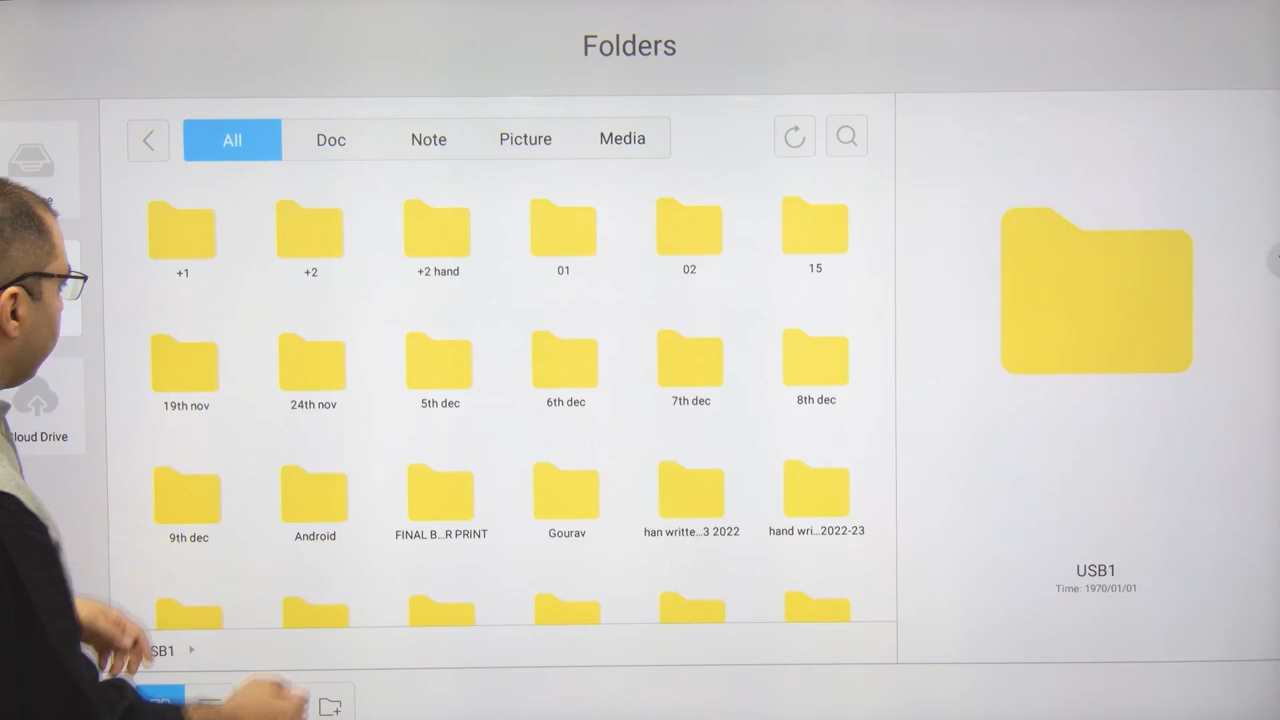 Folders
All Doc Note Picture Media
+1 +2 +2 hand 01 02 15
19th nov 24th nov 5th dec 6th dec 7th dec 8th dec
9th dec Android FINAL B...R PRINT Gourav han writte...3 2022 hand wri...2022-23
loud Drive
SB1
USB1
Time: 1970/01/01